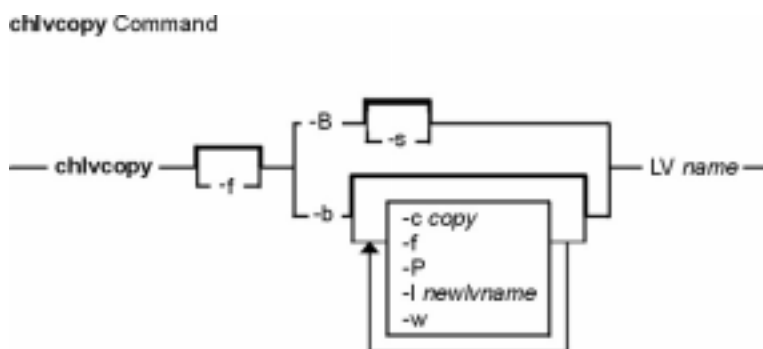 chlvcopy Command
-B
-s
chlvcopy
-f
LV name
-b
-c copy
-f
-P
-l newlvname
-w